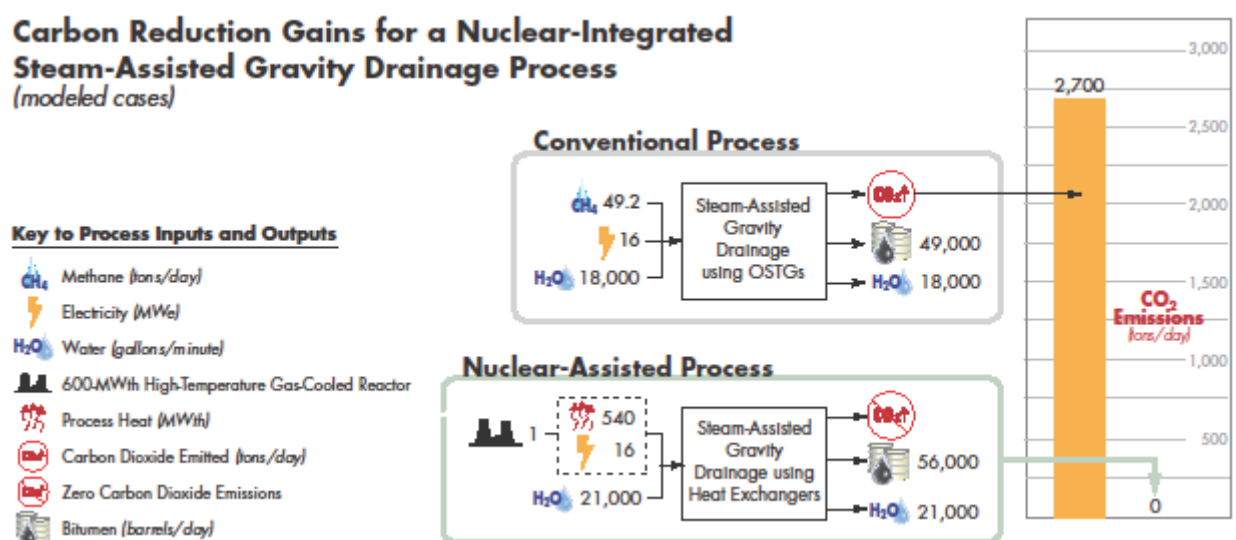 Carbon Reduction Gains for a Nuclear-Integrated
Steam-Assisted Gravity Drainage Process
(modeled cases)
Key to Process Inputs and Outputs
CH4 Methane (tons/day)
Electricity (MWe)
H2O Water (gallons/minute)
600-MWth High-Temperature Gas-Cooled Reactor
Process Heat (MWth)
Carbon Dioxide Emitted (tons/day)
Zero Carbon Dioxide Emissions
Bitumen (barrels/day)
Conventional Process
CH4 49.2
16
H2O 18,000
Steam-Assisted
Gravity
Drainage
using OSTGs
CO2
49,000
H2O 18,000
Nuclear-Assisted Process
1
540
16
H2O 21,000
Steam-Assisted
Gravity
Drainage using
Heat Exchangers
CO2
56,000
H2O 21,000
3,000
2,700
2,500
2,000
1,500
CO2
Emissions
(tons/day)
1,000
500
0